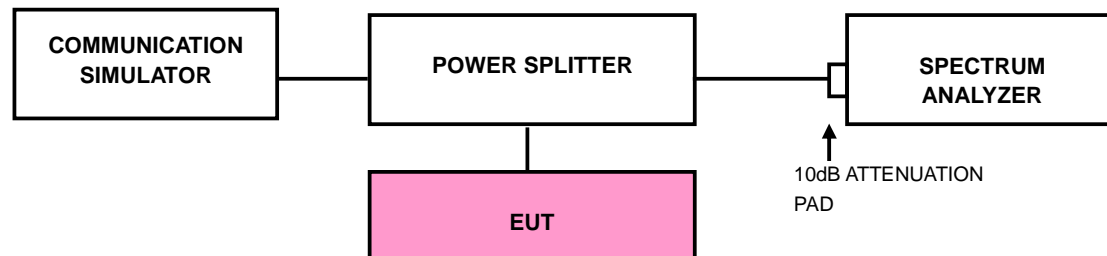 COMMUNICATION
SIMULATOR
POWER SPLITTER
SPECTRUM
ANALYZER
10dB ATTENUATION
PAD
EUT